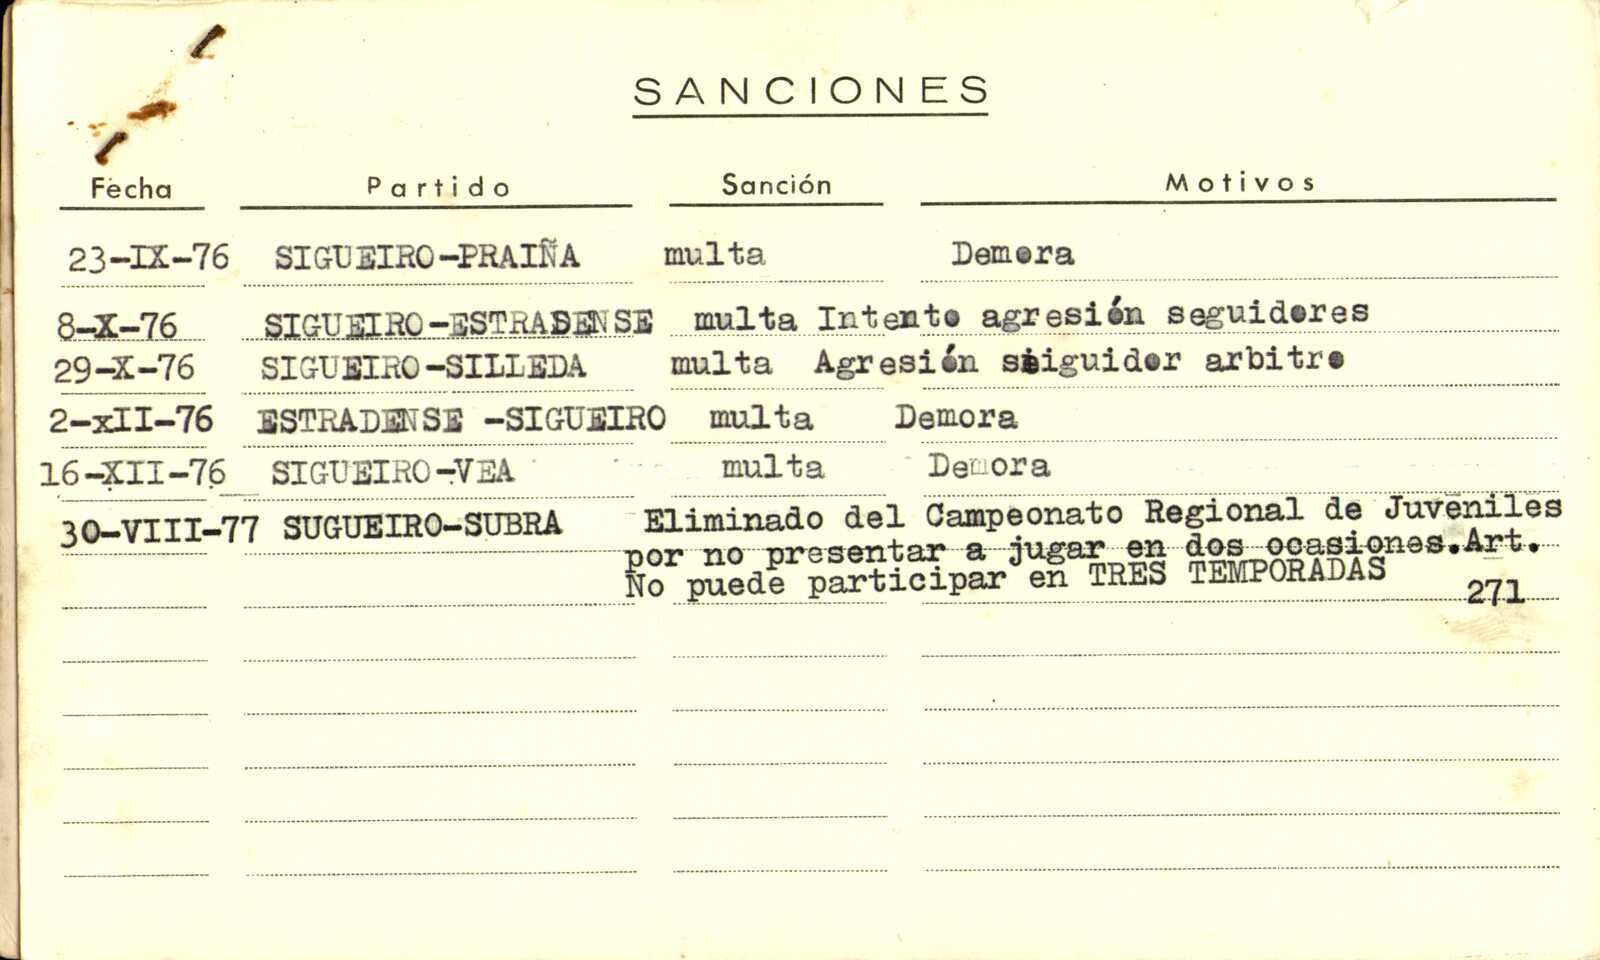 SANCIONES
Fecha Partido Sanción Motivos
23-IX-76 SIGUEIRO-PRAIÑA multa Demora
8-X-76 SIGUEIRO-ESTRADENSE multa Intento agresión seguidores
29-X-76 SIGUEIRO-SILLEDA multa Agresión siiguidor arbitro
2-xII-76 ESTRADENSE -SIGUEIRO multa Demora
16-XII-76 SIGUEIRO-VEA multa Demora
30-VIII-77 SUGUEIRO-SUBRA Eliminado del Campeonato Regional de Juveniles
por no presentar a jugar en dos ocasiones.Art.
No puede participar en TRES TEMPORADAS 271